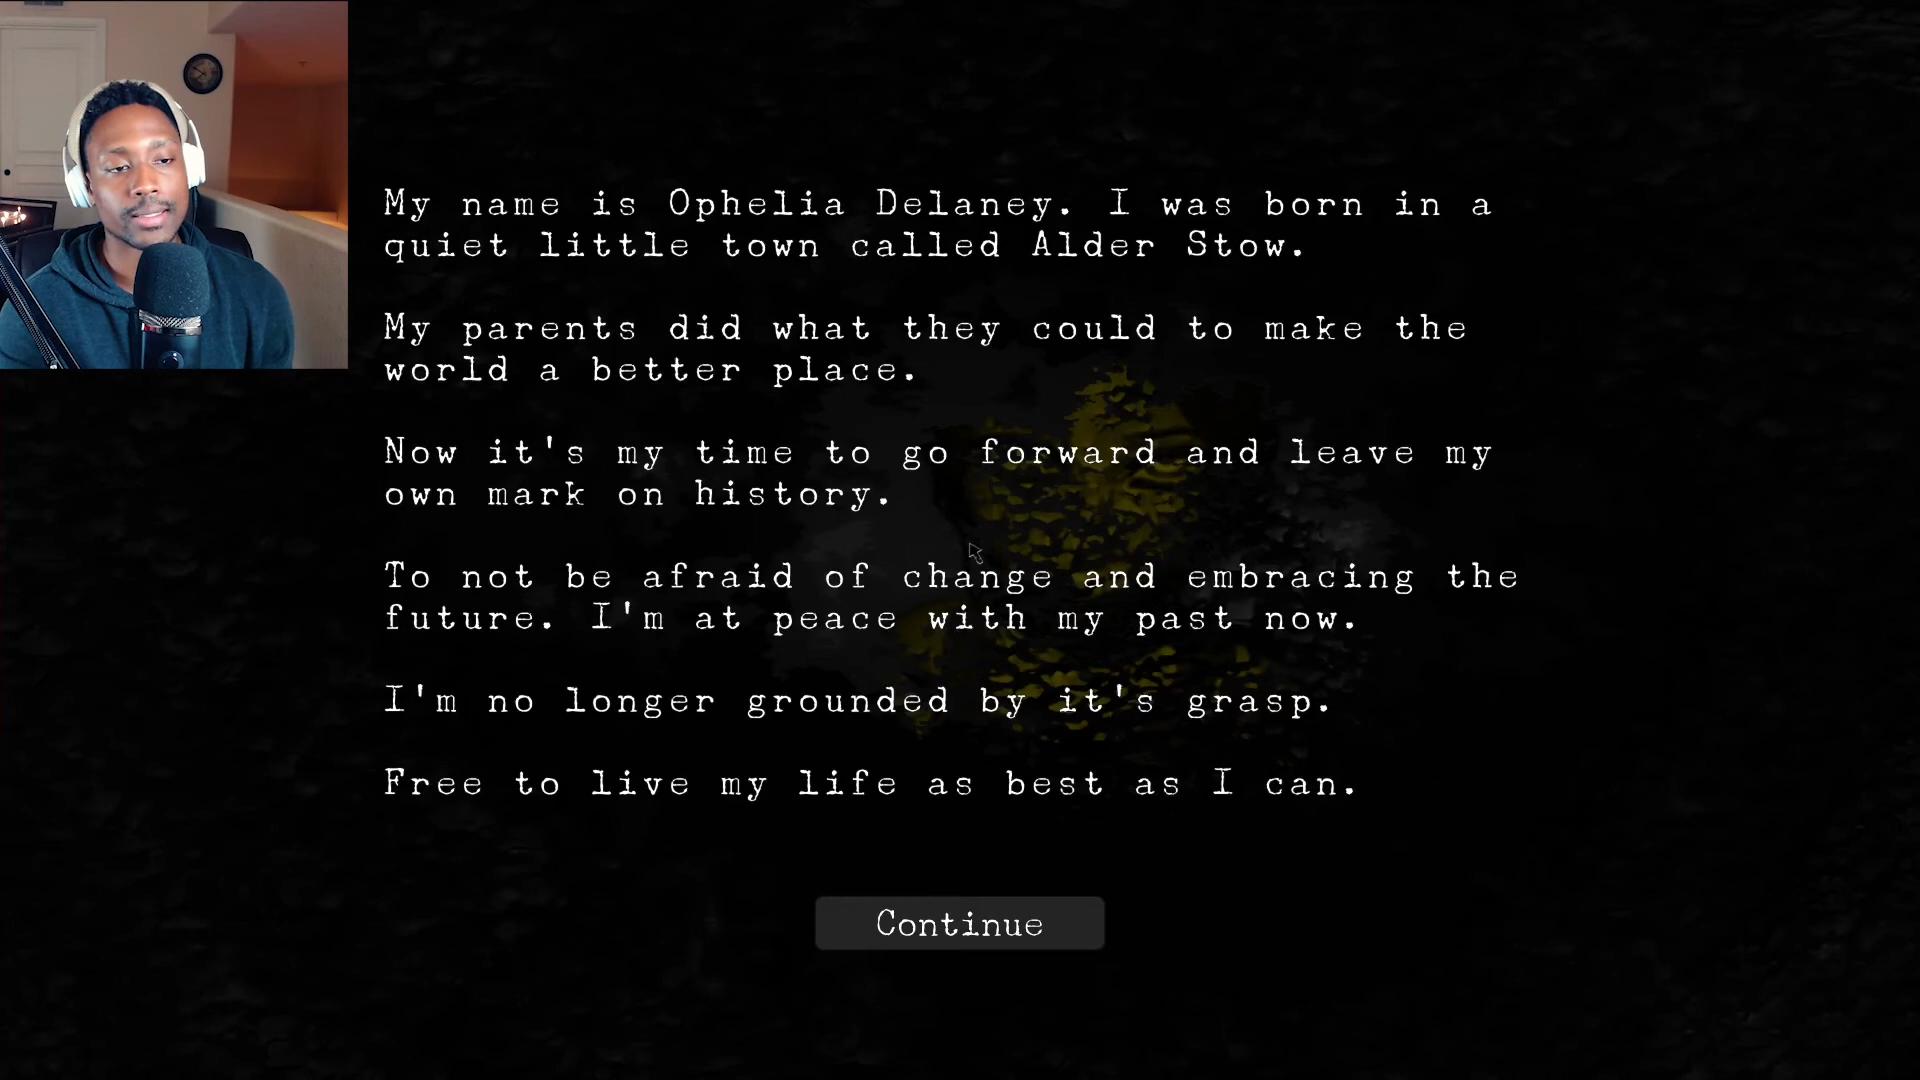 My name is Ophelia Delaney. I was born in a
quiet little town called Alder Stow.
My parents did what they could to make the
world a better place.
Now it's my time to go forward and leave my
own mark on history.
To not be afraid of change and embracing the
future. I'm at peace with my past now.
I'm no longer grounded by it's grasp.
Free to live my life as best as I can.
Continue